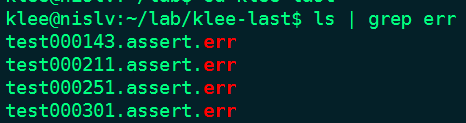 klee@nislv:~/lab/klee-last$ ls | grep err
test000143.assert.err
test000211.assert.err
test000251.assert.err
test000301.assert.err